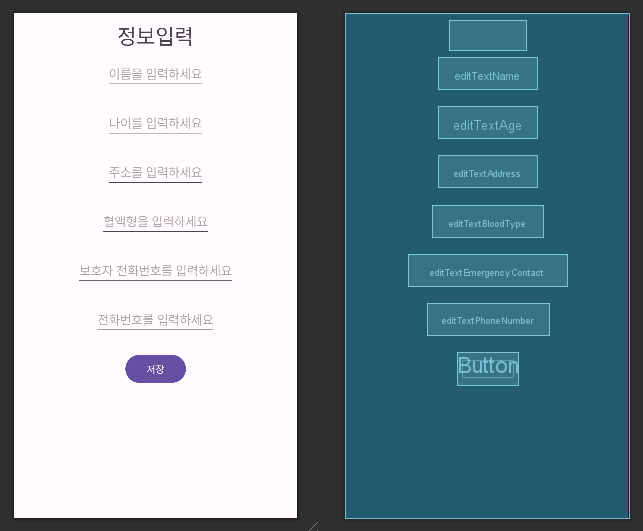 정보입력
이름을 입력하세요
나이를 입력하세요
주소를 입력하세요
혈액형을 입력하세요
보호자 전화번호를 입력하세요
전화번호를 입력하세요
저장
editTextName
editTextAge
editTextAddress
editTextBloodType
editTextEmergencyContact
editTextPhoneNumber
Button